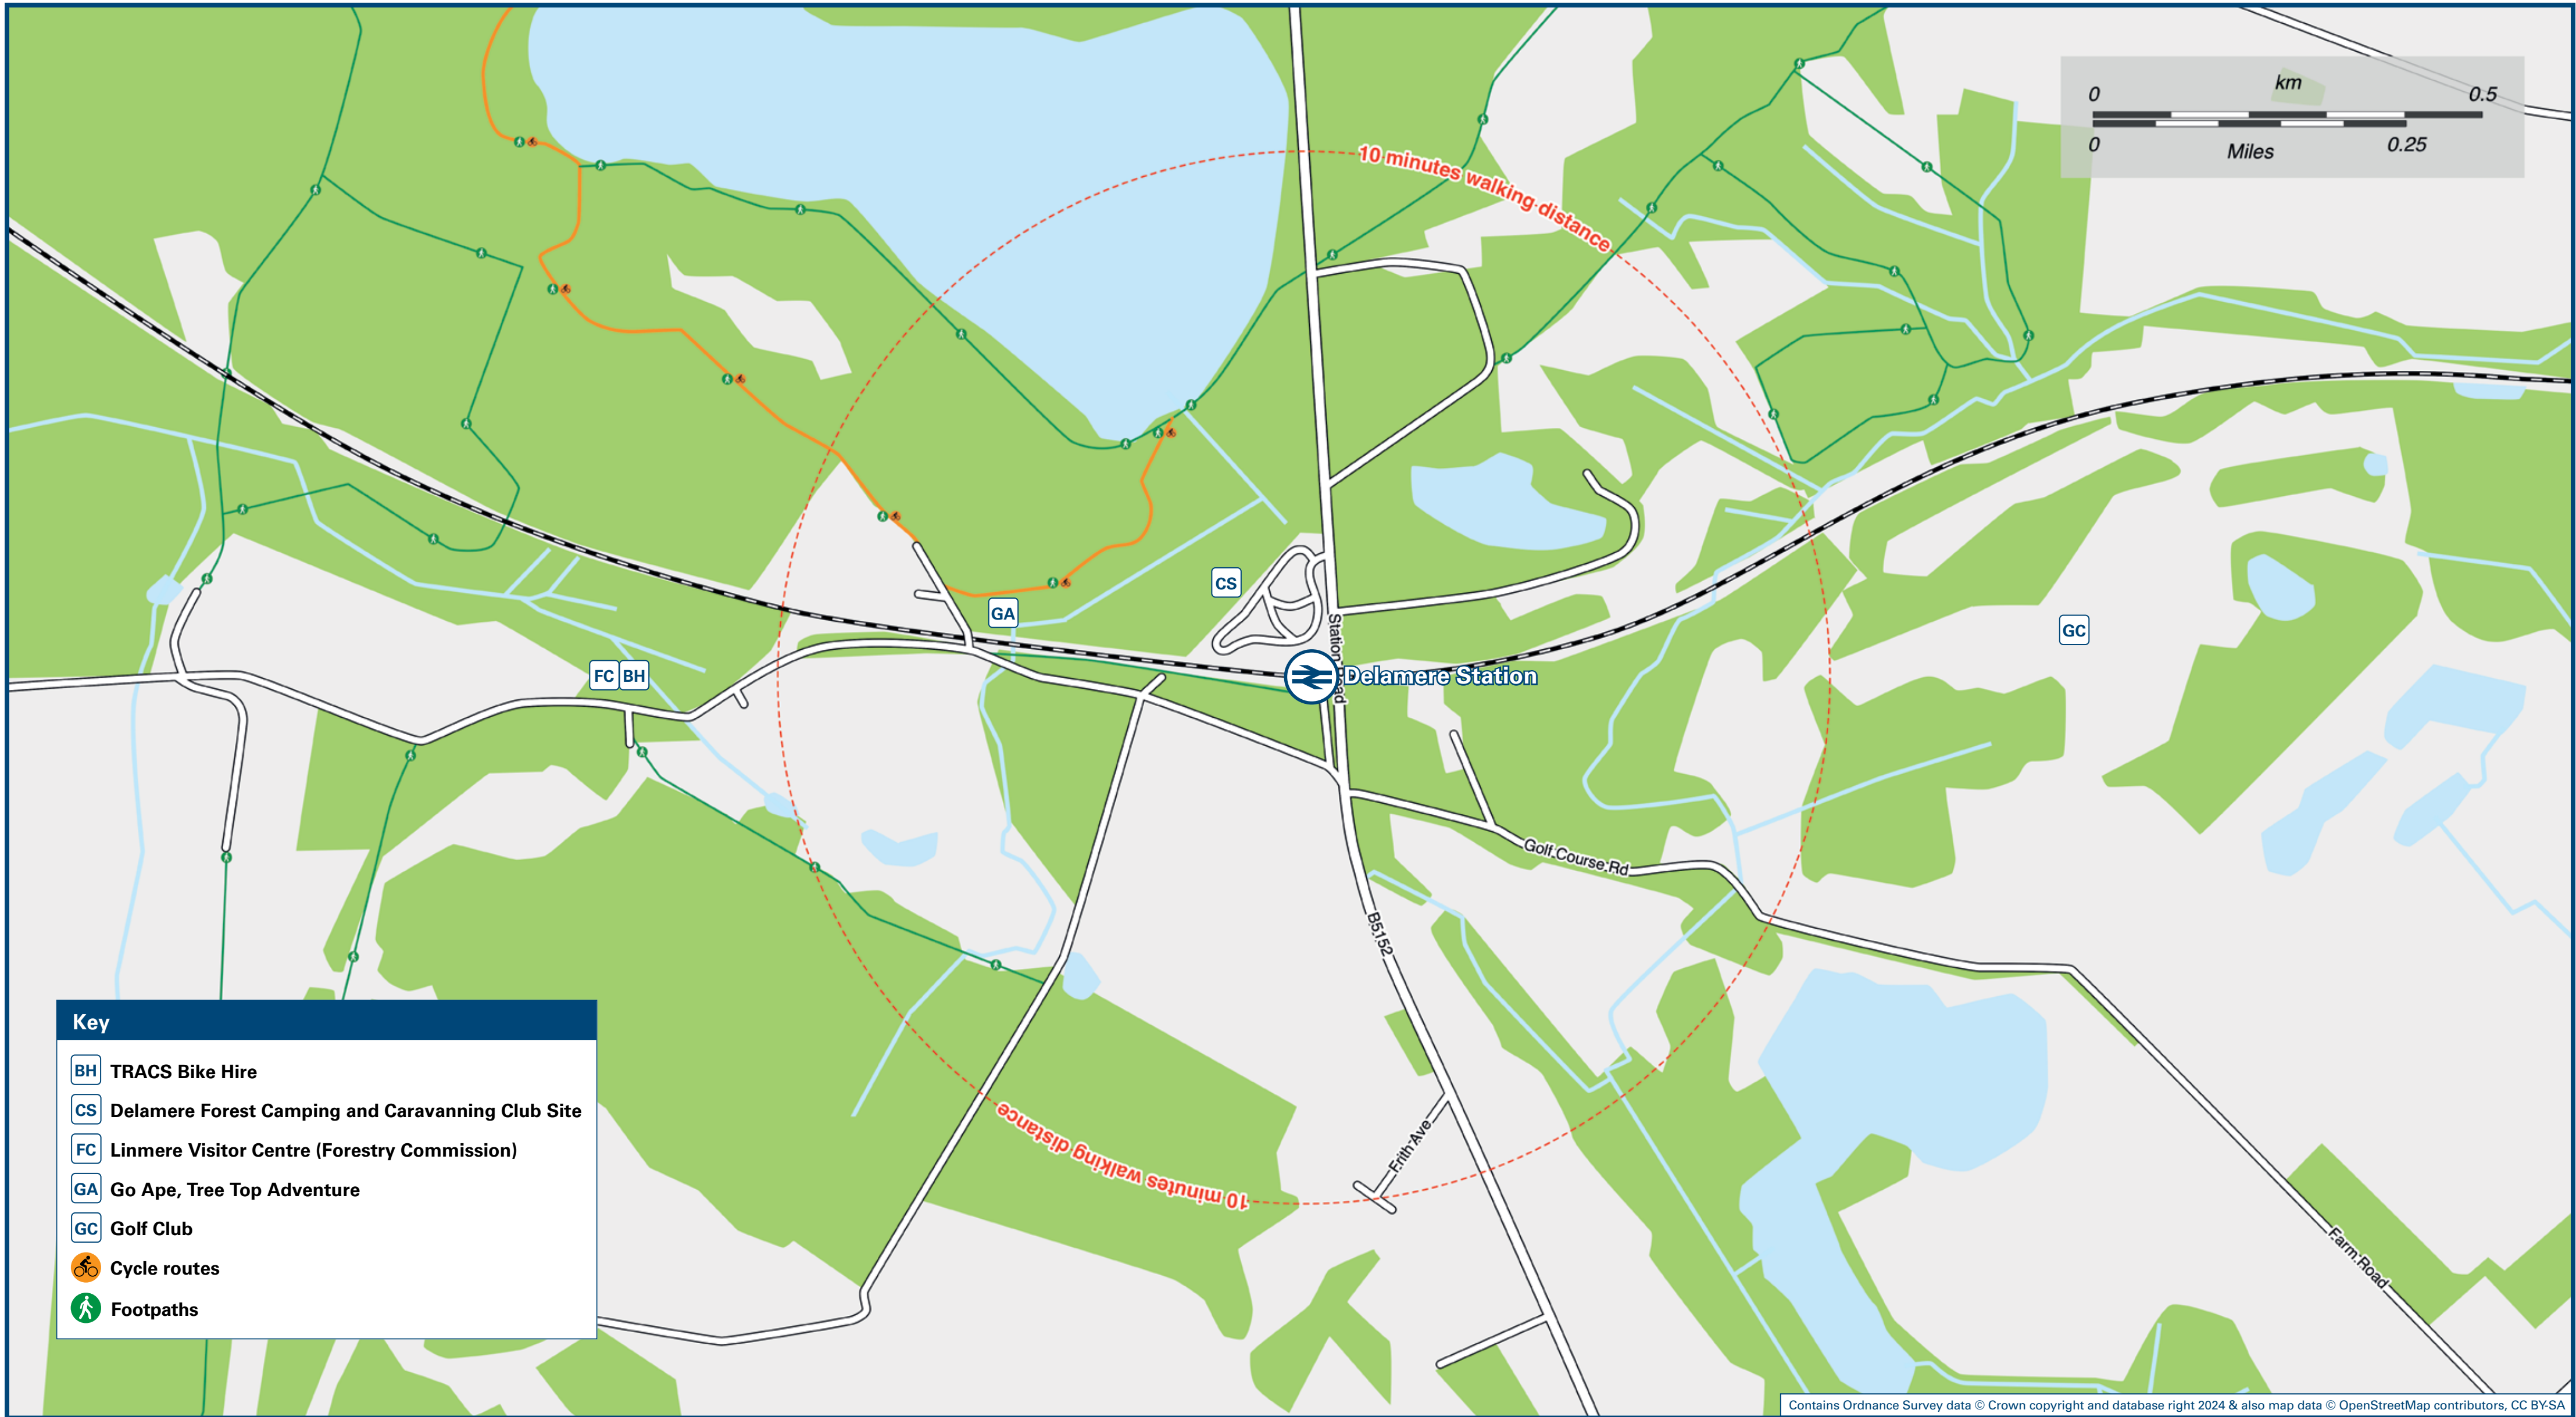 km
0 0.5
0 Miles 0.25
10 minutes walking distance
CS
GA
GC
FC BH
Station Road
Delamere Station
Golf Course Rd
B5152
10 minutes walking distance
Frith Ave
Farm Road
Key
BH TRACS Bike Hire
CS Delamere Forest Camping and Caravanning Club Site
FC Linmere Visitor Centre (Forestry Commission)
GA Go Ape, Tree Top Adventure
GC Golf Club
Cycle routes
Footpaths
Contains Ordnance Survey data © Crown copyright and database right 2024 & also map data © OpenStreetMap contributors, CC BY-SA